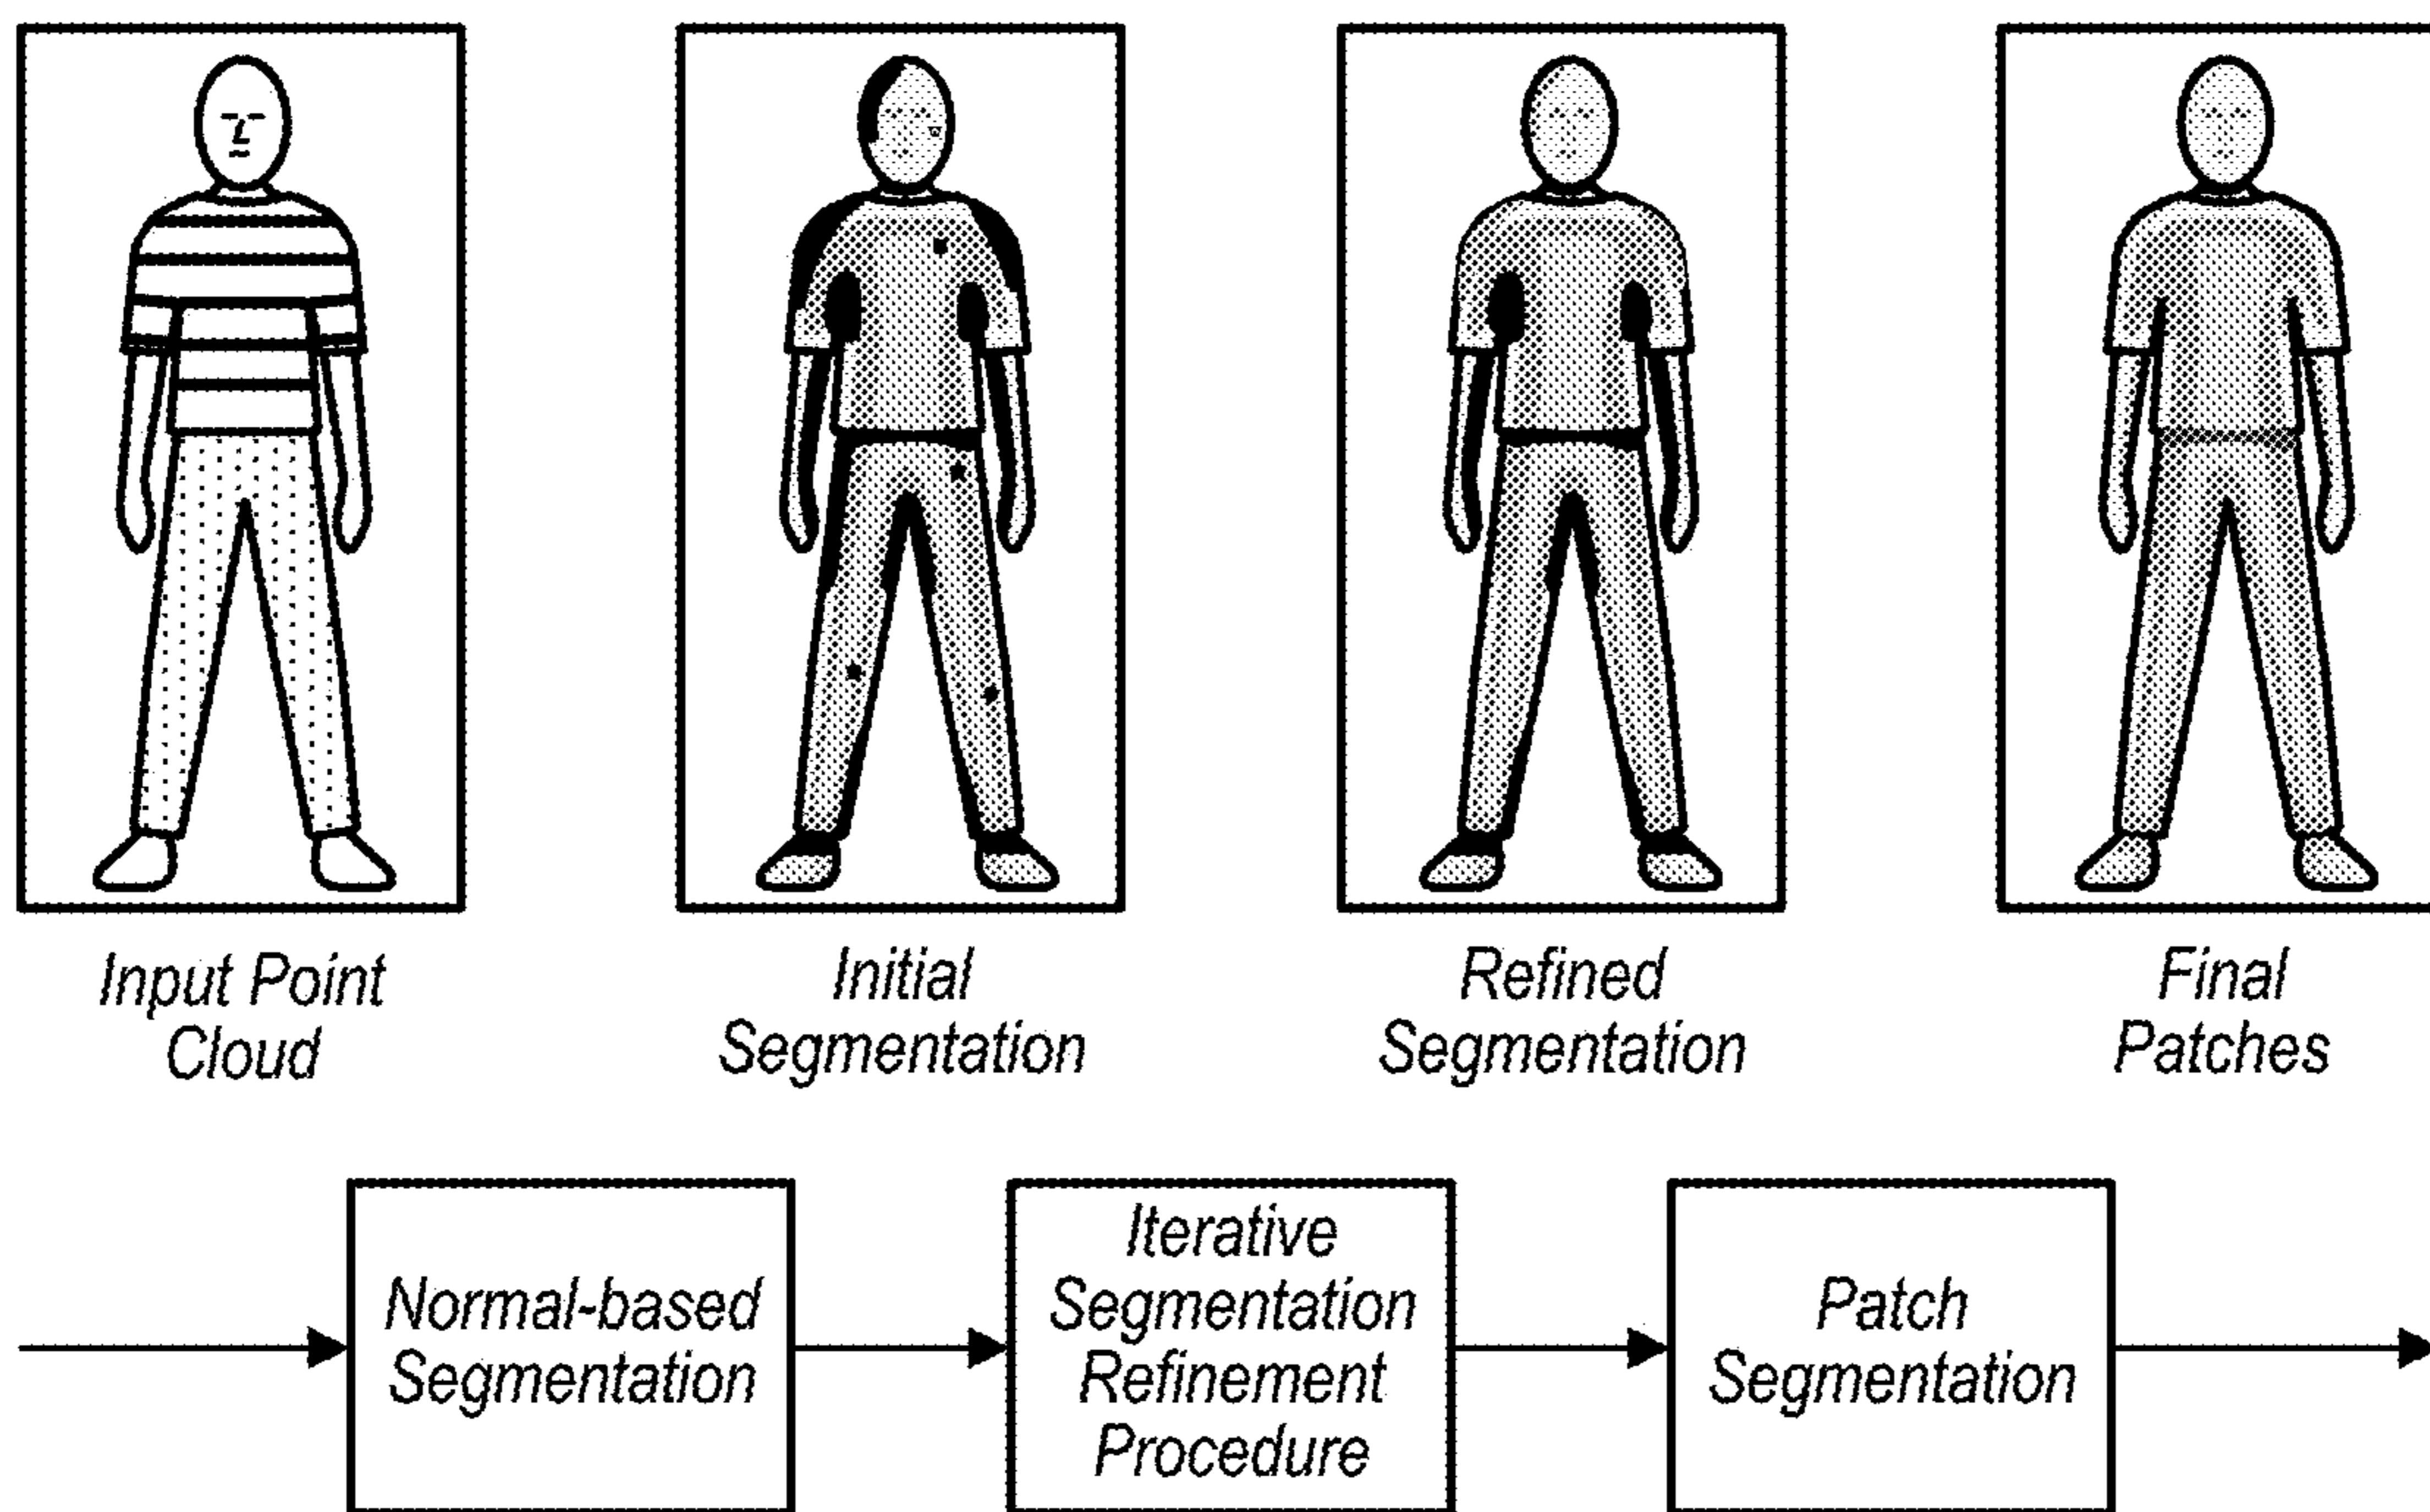 Input Point
Cloud
Initial
Segmentation
Refined
Segmentation
Final
Patches
Normal-based
Segmentation
Iterative
Segmentation
Refinement
Procedure
Patch
Segmentation